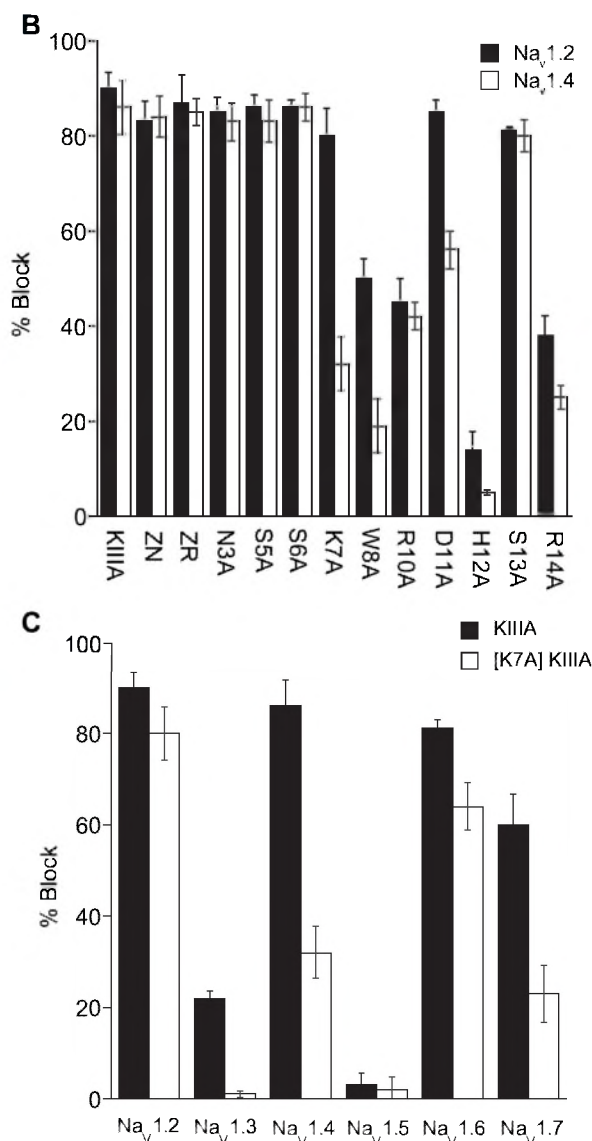 B
Naᵥ1.2
Naᵥ1.4
% Block
100
80
60
40
20
0
KIIIA ZN ZR N3A S5A S6A K7A W8A R10A D11A H12A S13A R14A
C
KIIIA
[K7A] KIIIA
% Block
100
80
60
40
20
0
Naᵥ1.2 Naᵥ1.3 Naᵥ1.4 Naᵥ1.5 Naᵥ1.6 Naᵥ1.7